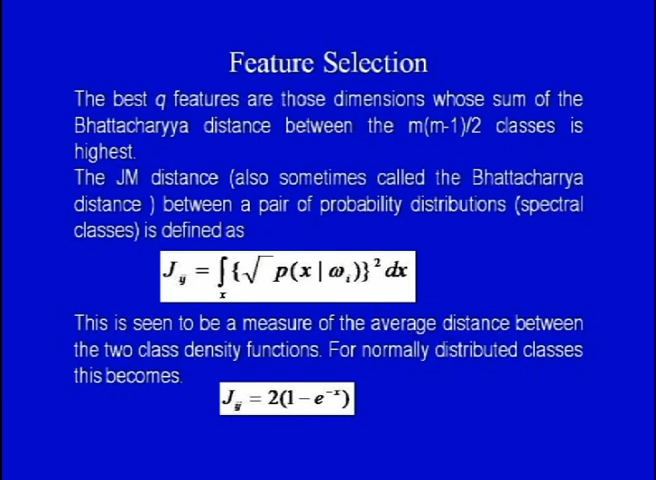 Feature Selection
The best q features are those dimensions whose sum of the
Bhattacharyya distance between the m(m-1)/2 classes is
highest.
The JM distance (also sometimes called the Bhattacharrya
distance ) between a pair of probability distributions (spectral
classes) is defined as
J_ij = ∫_x {√ p(x | ω_i)}² dx
This is seen to be a measure of the average distance between
the two class density functions. For normally distributed classes
this becomes.
J_ij = 2(1 – e^–x)